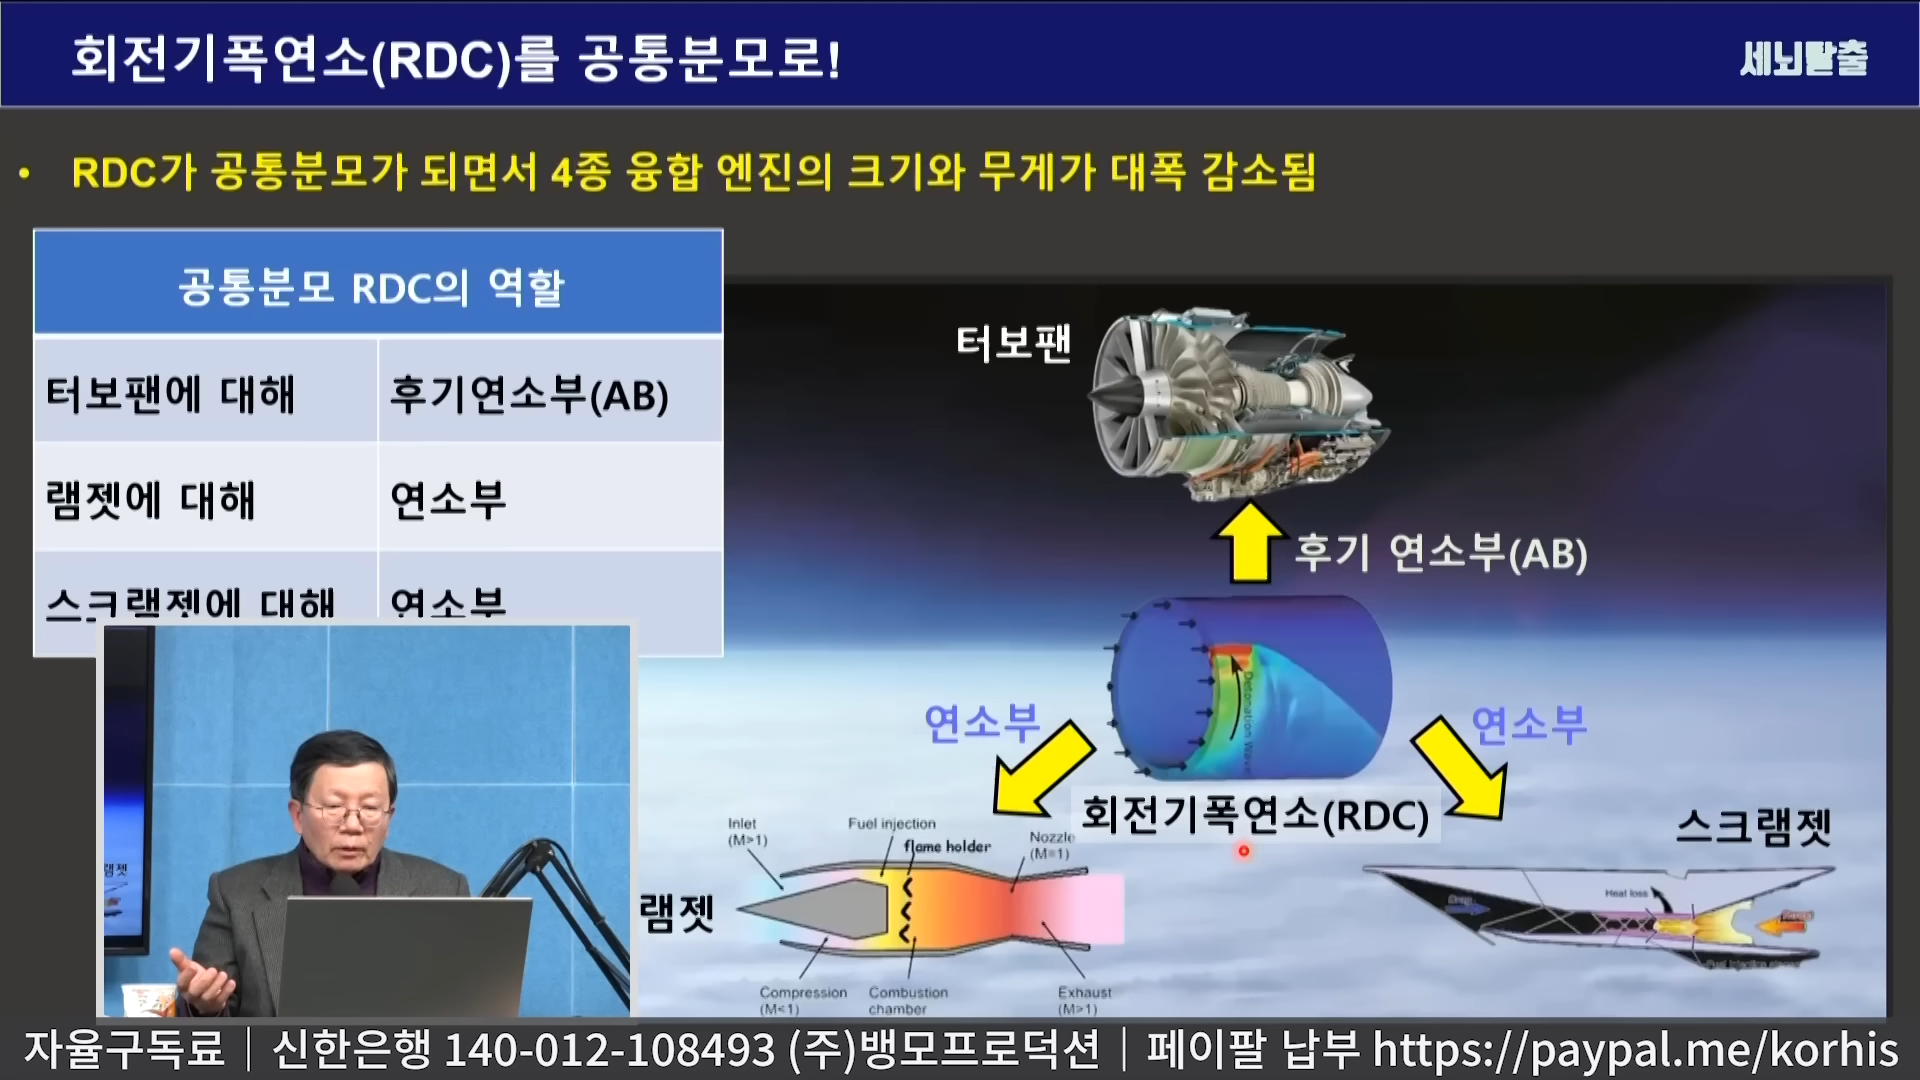 회전기폭연소(RDC)를 공통분모로!
세뇌탈출
• RDC가 공통분모가 되면서 4종 융합 엔진의 크기와 무게가 대폭 감소됨
공통분모 RDC의 역할
터보팬에 대해 후기연소부(AB)
램젯에 대해 연소부
스크램젯에 대해 연소부
터보팬
후기 연소부(AB)
Detonation Wave
연소부
연소부
회전기폭연소(RDC)
스크램젯
램젯
Inlet
(M>1)
Fuel injection
flame holder
Nozzle
(M=1)
Compression
(M<1)
Combustion
chamber
Exhaust
(M>1)
Heat loss
램젯
자율구독료｜신한은행 140-012-108493 (주)뱅모프로덕션｜페이팔 납부 https://paypal.me/korhis